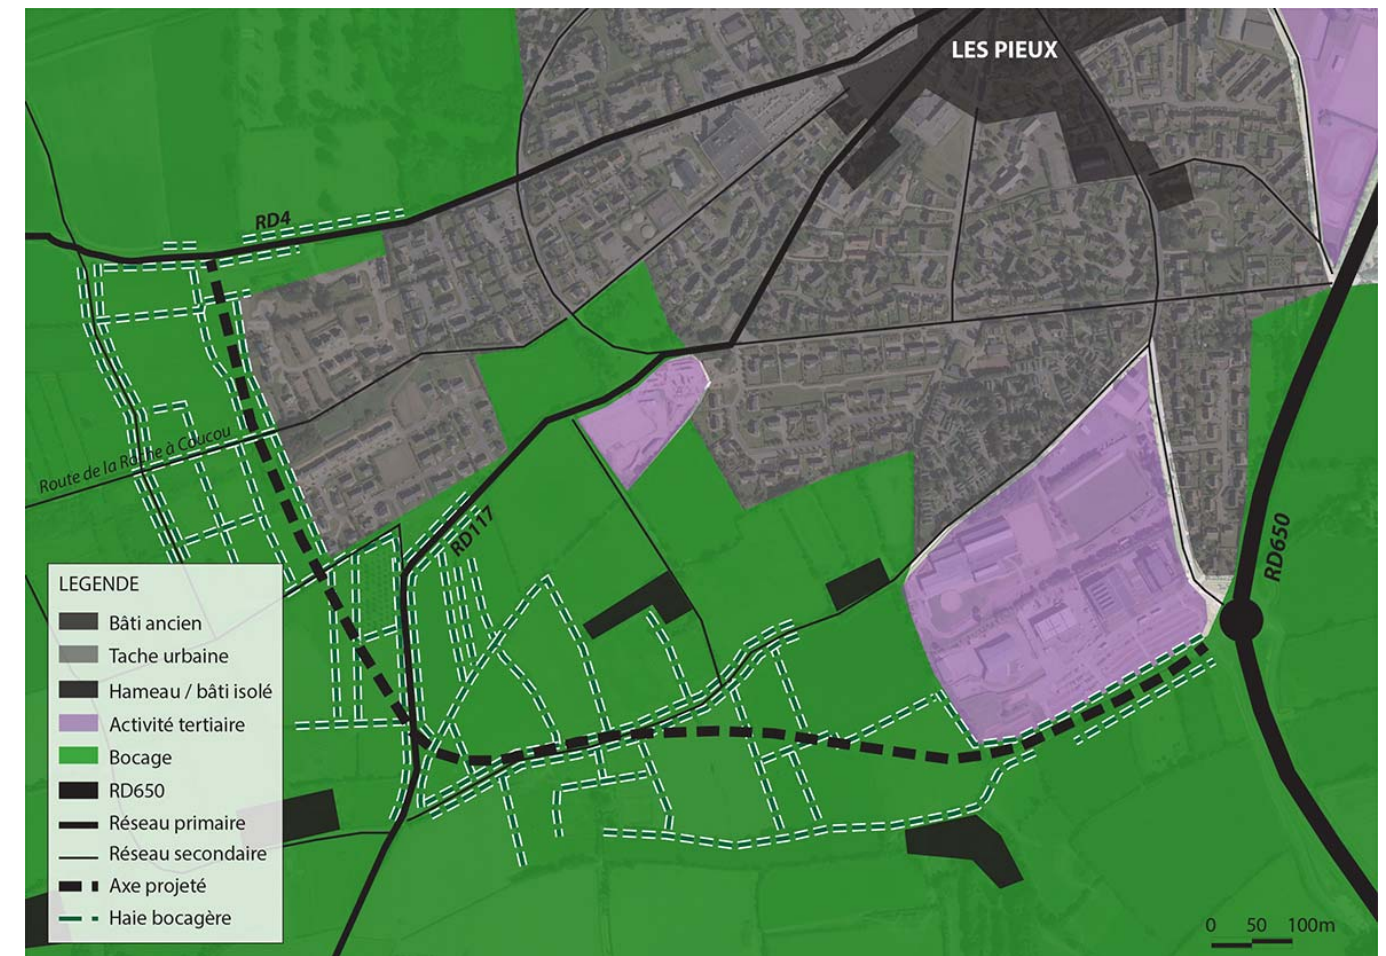 LES PIEUX
RD4
Route de la Roche à Coucou
RD117
RD650
LEGENDE
Bâti ancien
Tache urbaine
Hameau / bâti isolé
Activité tertiaire
Bocage
RD650
Réseau primaire
Réseau secondaire
Axe projeté
Haie bocagère
0 50 100m